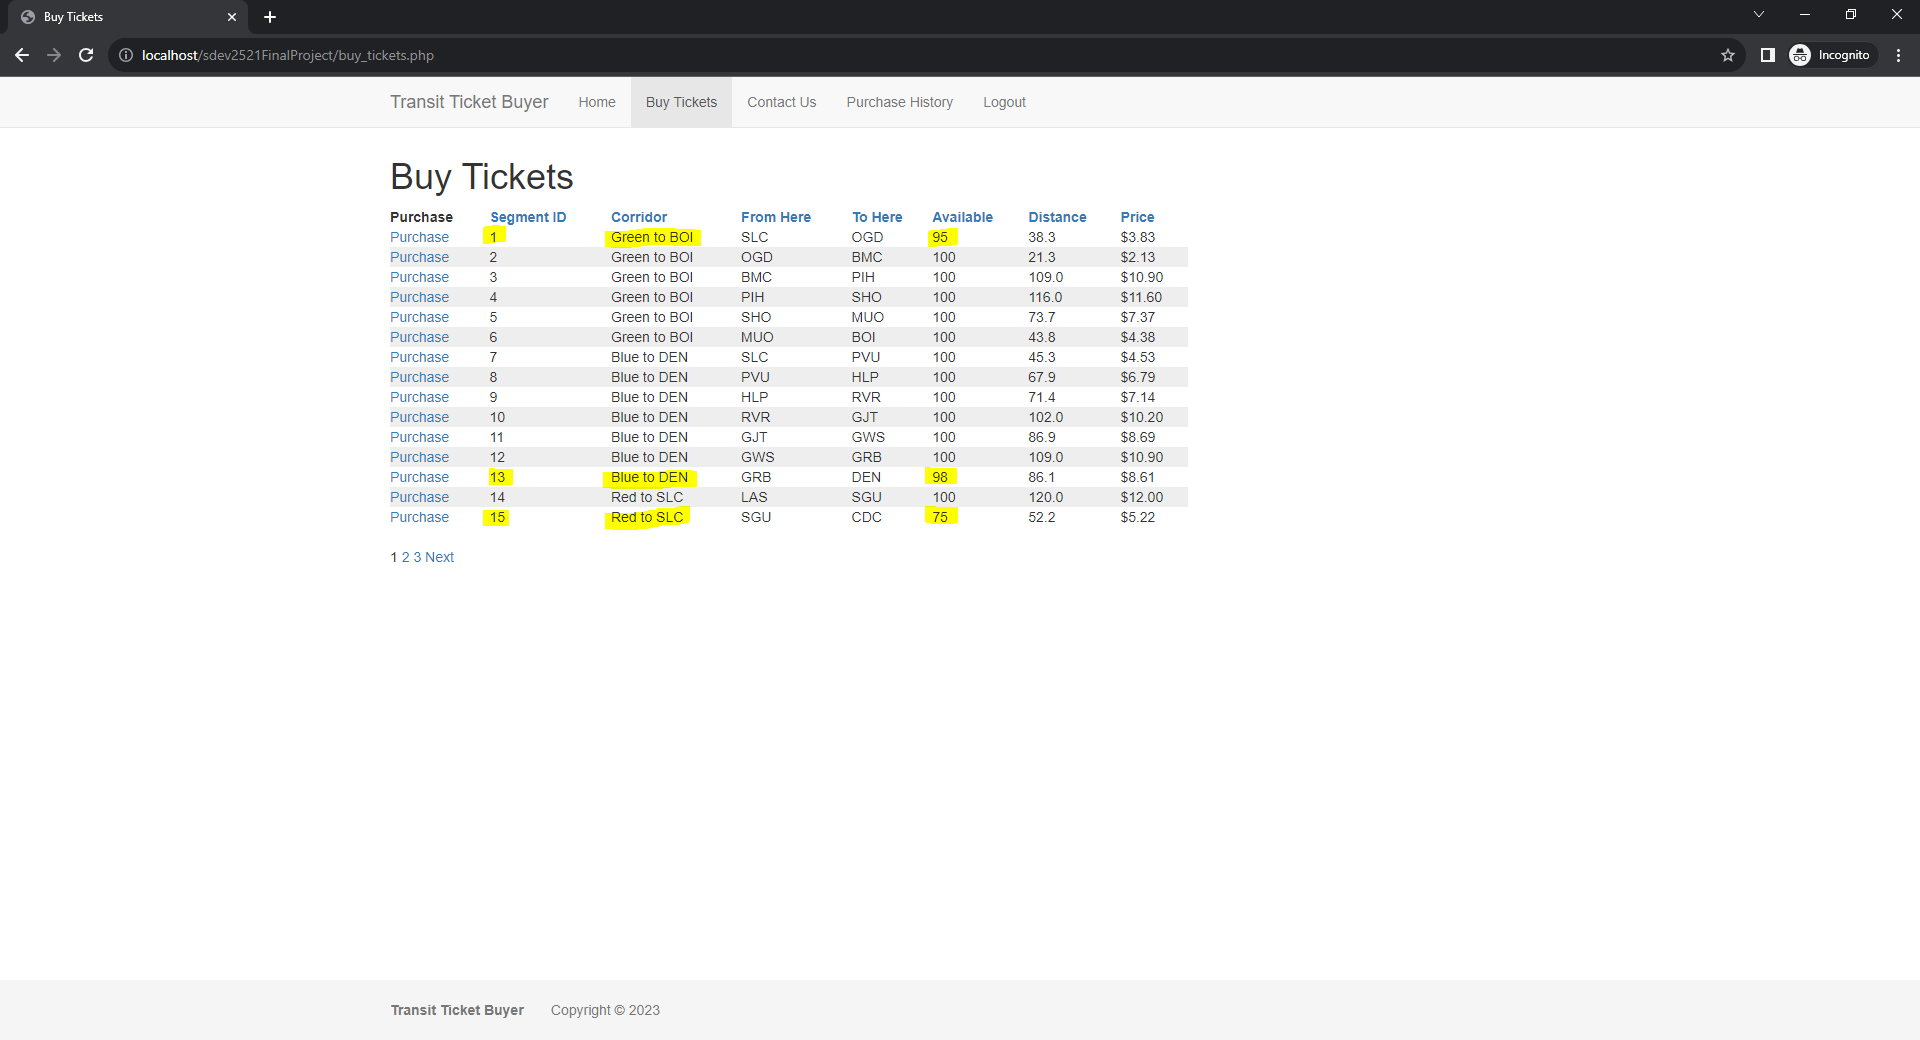 Buy Tickets
localhost/sdev2521FinalProject/buy_tickets.php
Incognito
Transit Ticket Buyer Home Buy Tickets Contact Us Purchase History Logout
Buy Tickets
Purchase Segment ID Corridor From Here To Here Available Distance Price
Purchase 1 Green to BOI SLC OGD 95 38.3 $3.83
Purchase 2 Green to BOI OGD BMC 100 21.3 $2.13
Purchase 3 Green to BOI BMC PIH 100 109.0 $10.90
Purchase 4 Green to BOI PIH SHO 100 116.0 $11.60
Purchase 5 Green to BOI SHO MUO 100 73.7 $7.37
Purchase 6 Green to BOI MUO BOI 100 43.8 $4.38
Purchase 7 Blue to DEN SLC PVU 100 45.3 $4.53
Purchase 8 Blue to DEN PVU HLP 100 67.9 $6.79
Purchase 9 Blue to DEN HLP RVR 100 71.4 $7.14
Purchase 10 Blue to DEN RVR GJT 100 102.0 $10.20
Purchase 11 Blue to DEN GJT GWS 100 86.9 $8.69
Purchase 12 Blue to DEN GWS GRB 100 109.0 $10.90
Purchase 13 Blue to DEN GRB DEN 98 86.1 $8.61
Purchase 14 Red to SLC LAS SGU 100 120.0 $12.00
Purchase 15 Red to SLC SGU CDC 75 52.2 $5.22
1 2 3 Next
Transit Ticket Buyer Copyright © 2023